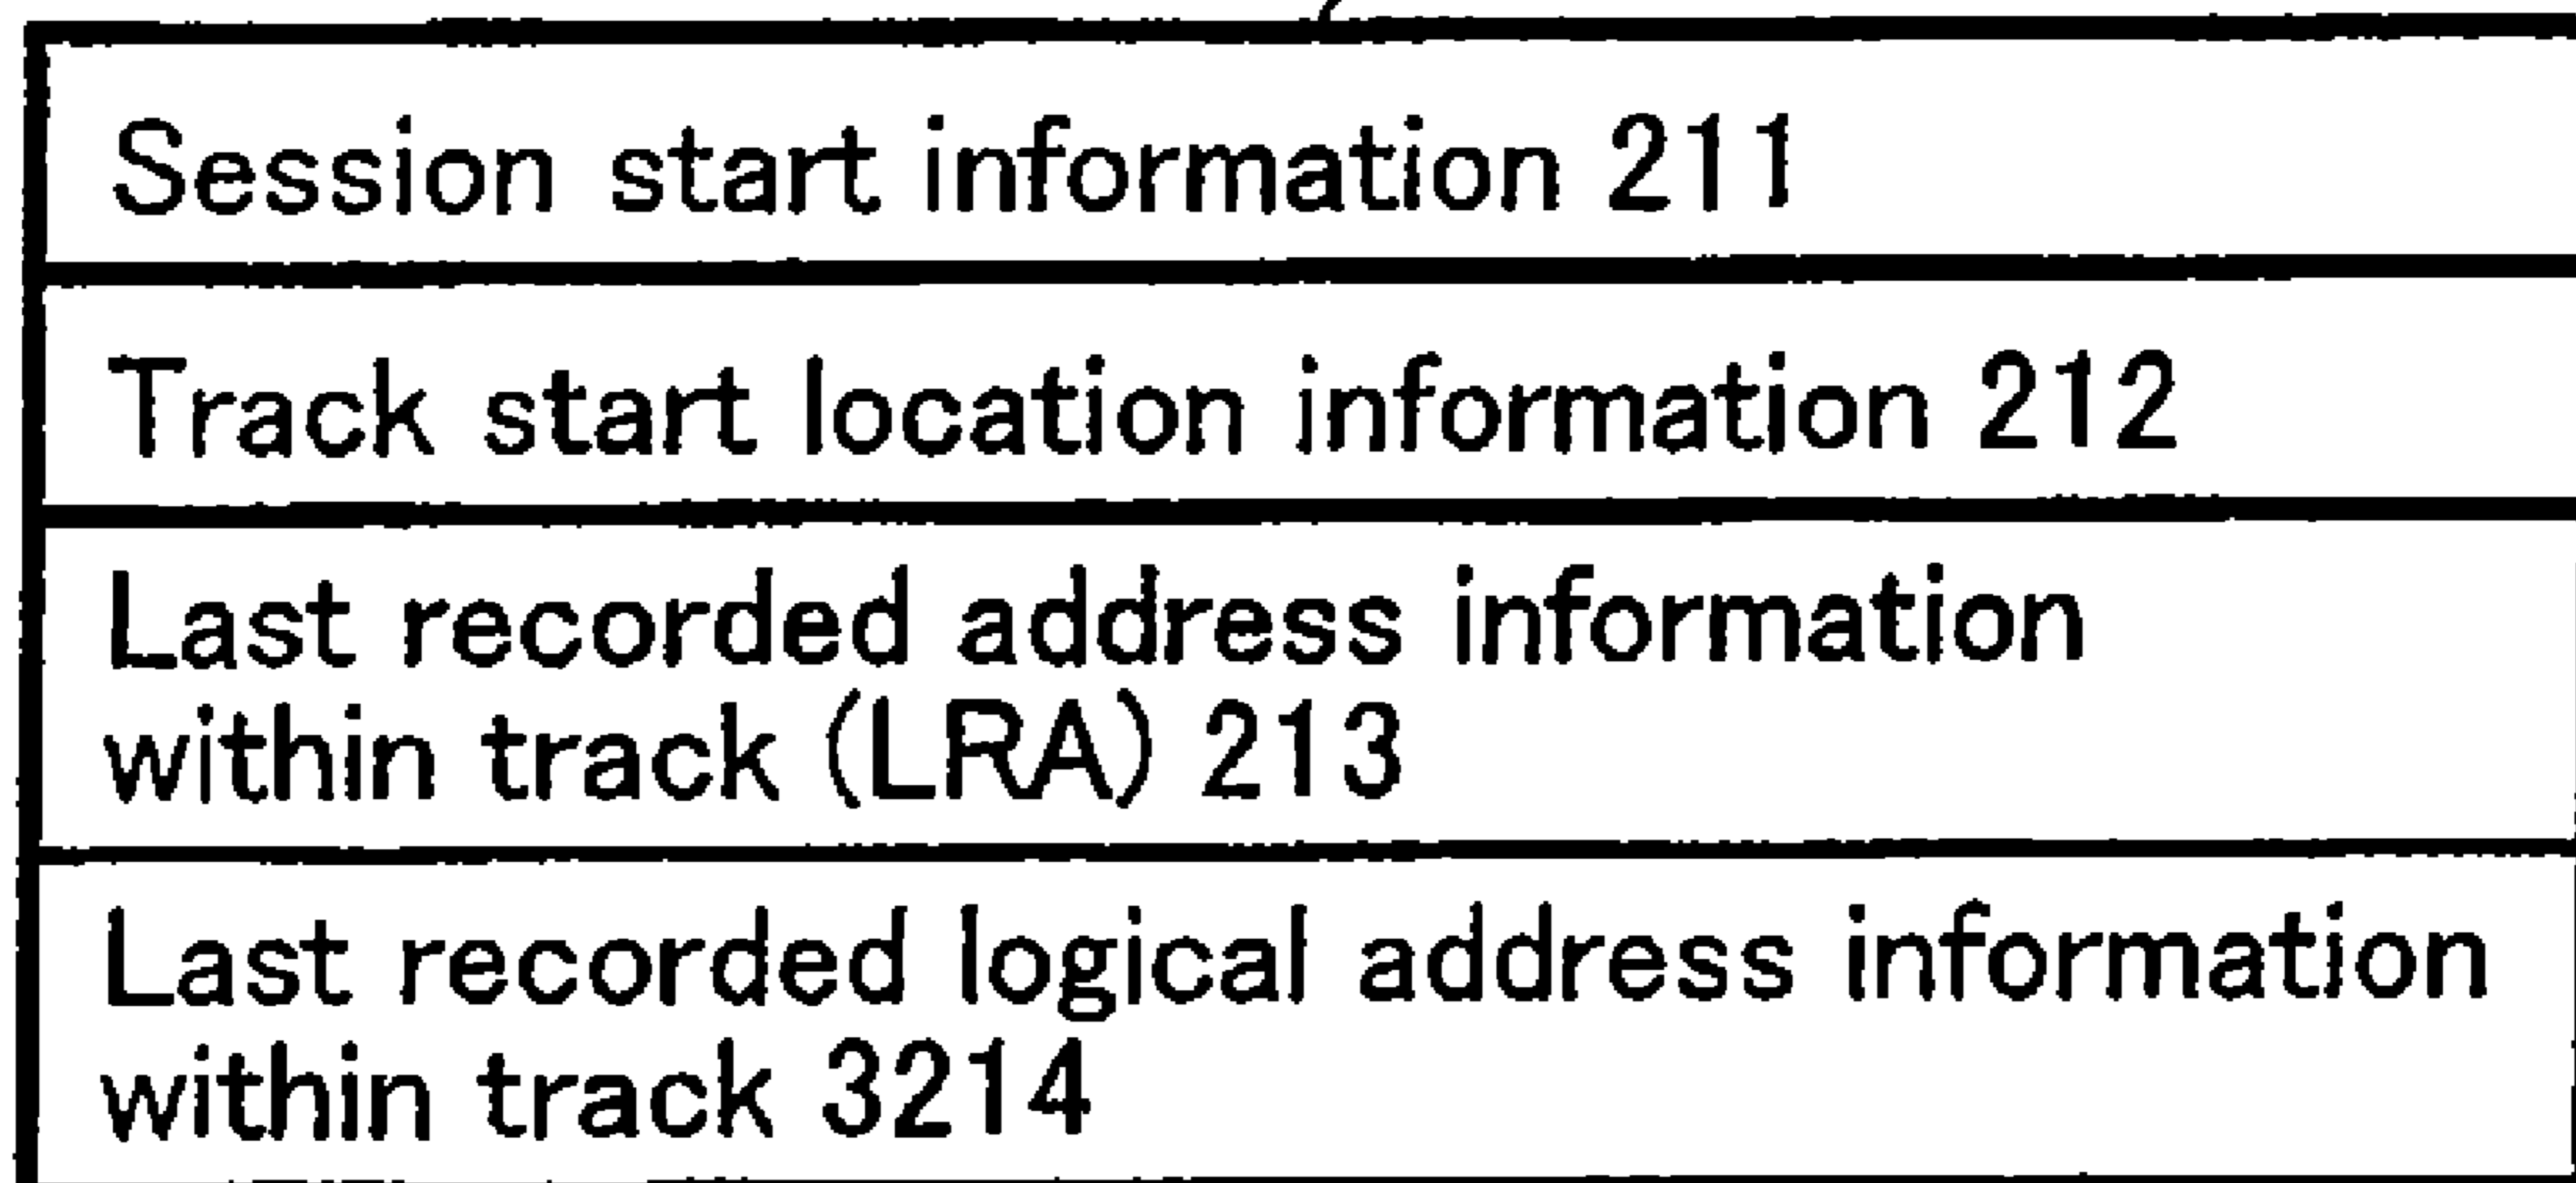 Session start information 211
Track start location information 212
Last recorded address information
within track (LRA) 213
Last recorded logical address information
within track 3214